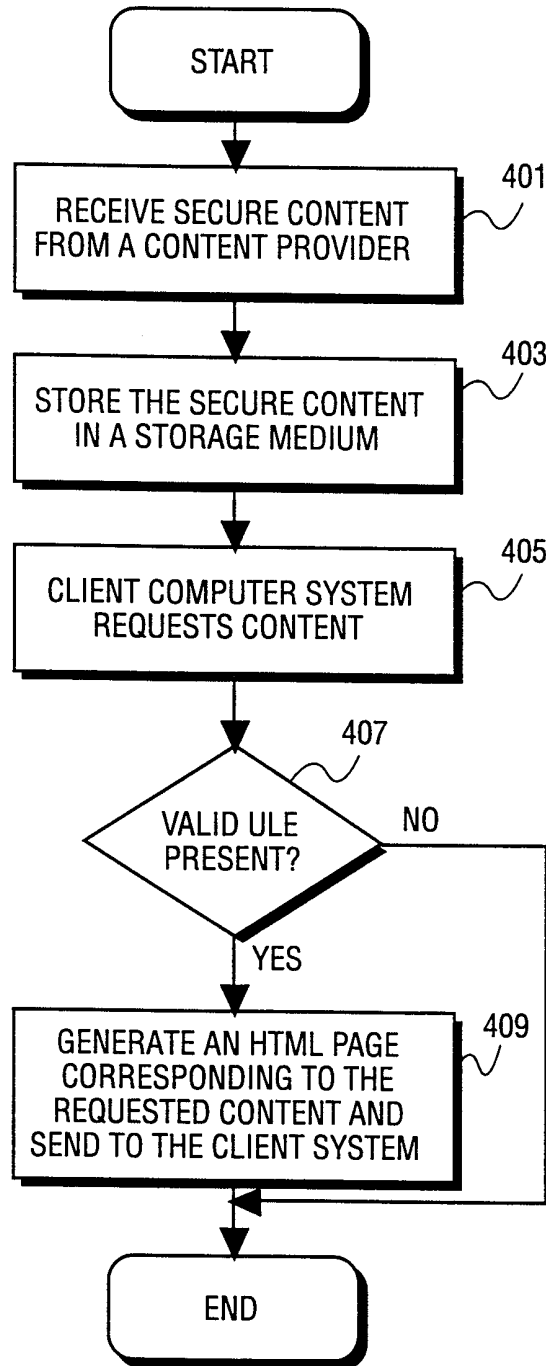 START
401
RECEIVE SECURE CONTENT
FROM A CONTENT PROVIDER
403
STORE THE SECURE CONTENT
IN A STORAGE MEDIUM
405
CLIENT COMPUTER SYSTEM
REQUESTS CONTENT
407
VALID ULE
PRESENT?
NO
YES
409
GENERATE AN HTML PAGE
CORRESPONDING TO THE
REQUESTED CONTENT AND
SEND TO THE CLIENT SYSTEM
END